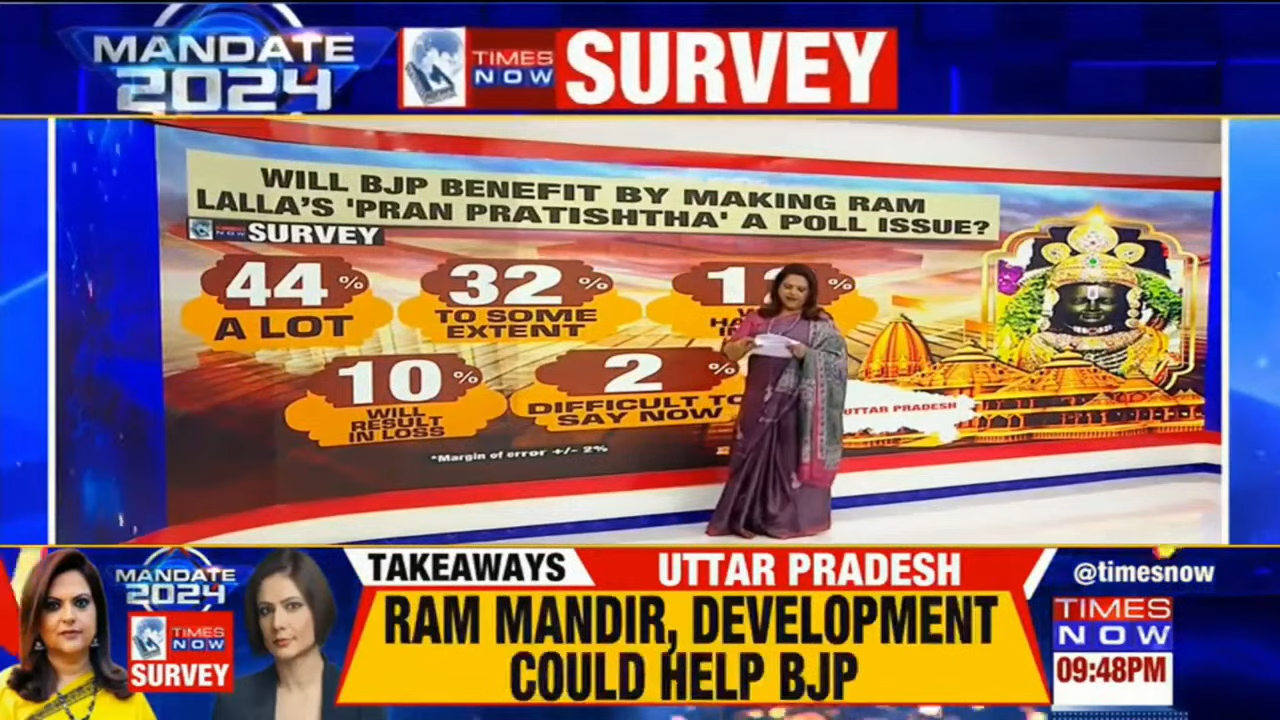 MANDATE
2024
TIMES
NOW
SURVEY
WILL BJP BENEFIT BY MAKING RAM
LALLA'S 'PRAN PRATISHTHA' A POLL ISSUE?
TIMES
NOW
SURVEY
44%
A LOT
32%
TO SOME
EXTENT
%
10%
WILL
RESULT
IN LOSS
2%
DIFFICULT TO
SAY NOW
UTTAR PRADESH
*Margin of error +/- 2%
MANDATE
2024
TIMES
NOW
SURVEY
TAKEAWAYS
UTTAR PRADESH
RAM MANDIR, DEVELOPMENT
COULD HELP BJP
@timesnow
TIMES
NOW
09:48PM